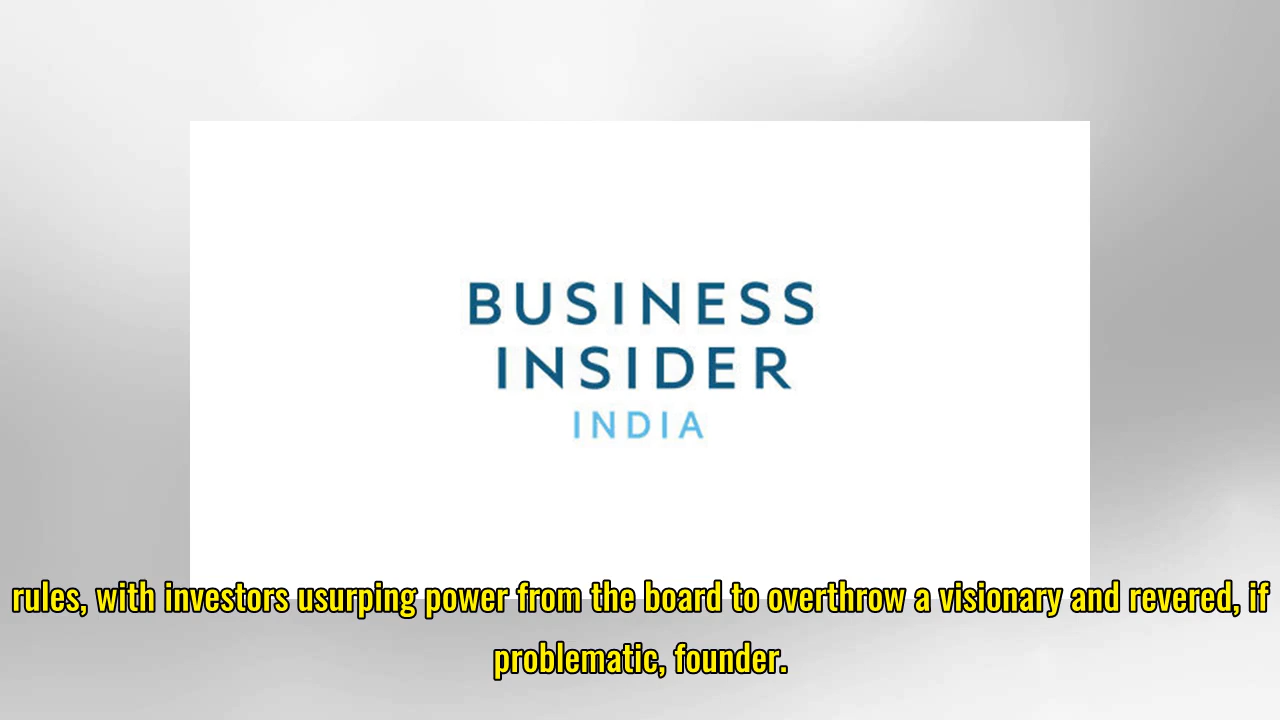 BUSINESS
INSIDER
INDIA
rules, with investors usurping power from the board to overthrow a visionary and revered, if
problematic, founder.